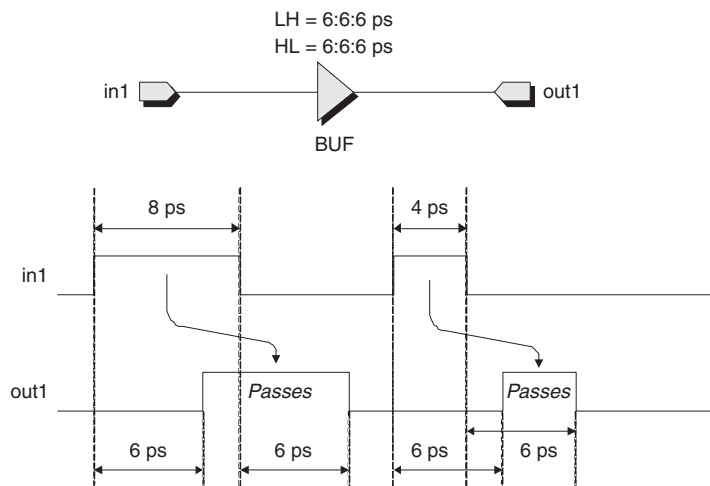 LH = 6:6:6 ps
HL = 6:6:6 ps
in1
out1
BUF
8 ps
4 ps
in1
out1
Passes
Passes
6 ps
6 ps
6 ps
6 ps